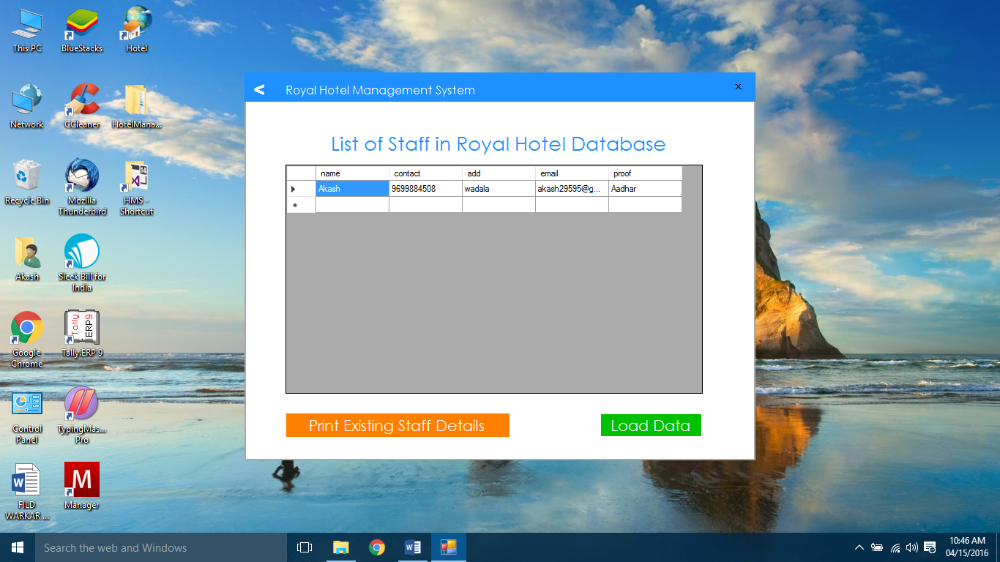 This PC
BlueStacks
Hotel
Network
CCleaner
HotelMana...
Recycle Bin
Mozilla
Thunderbird
HMS -
Shortcut
Akash
Sleek Bill for
India
Google
Chrome
Tally
ERP9
Tally.ERP 9
Control
Panel
TypingMas...
Pro
FILD
WARKAR ...
M
Manager
< Royal Hotel Management System x
List of Staff in Royal Hotel Database
name contact add email proof
Akash 9699884508 wadala akash29595@g... Aadhar
Print Existing Staff Details Load Data
Search the web and Windows
10:46 AM
04/15/2016